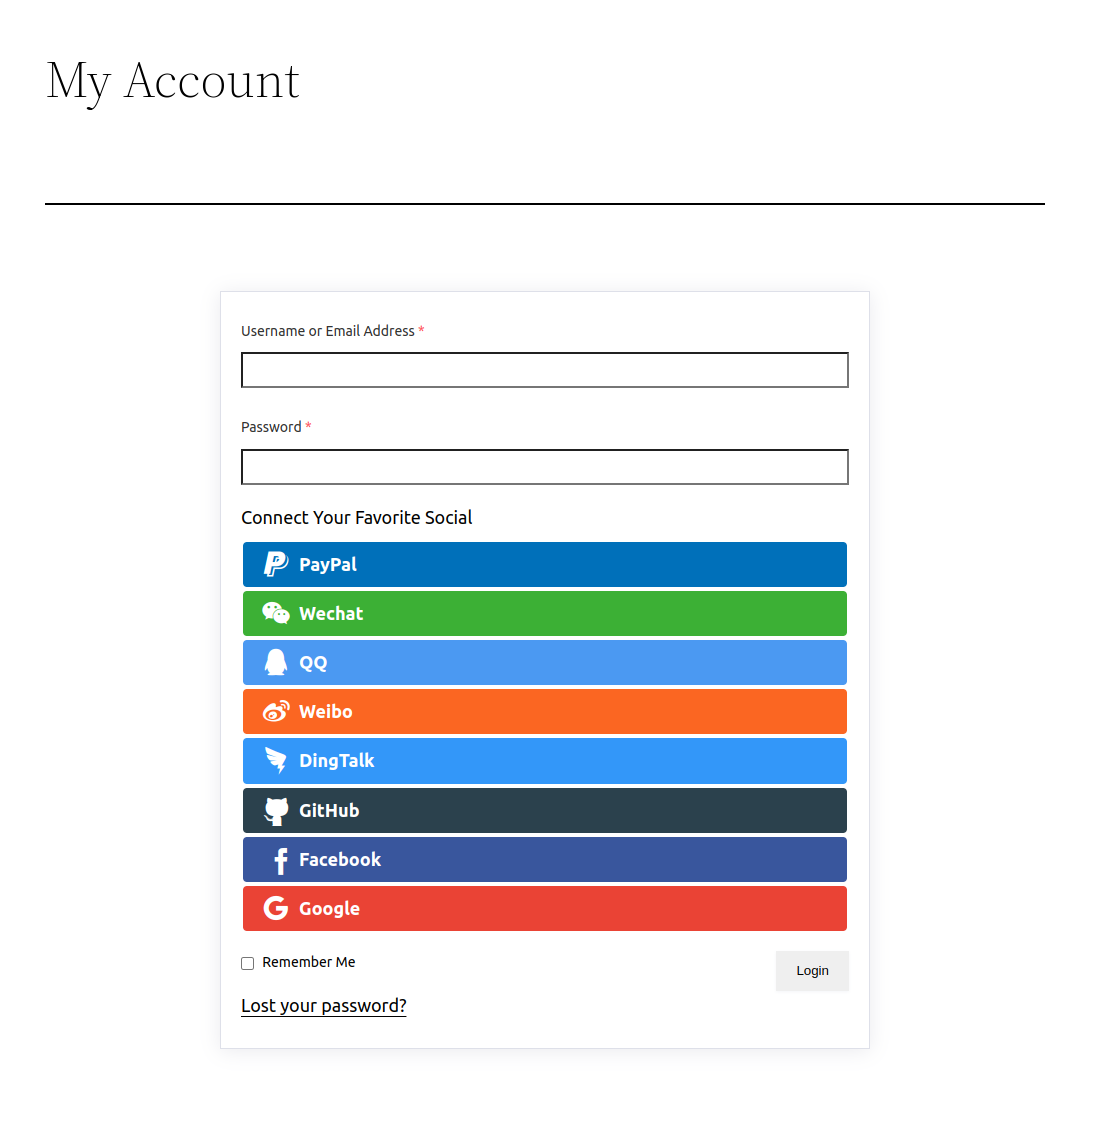 My Account
Username or Email Address *
Password *
Connect Your Favorite Social
PayPal
Wechat
QQ
Weibo
DingTalk
GitHub
Facebook
Google
Remember Me
Login
Lost your password?